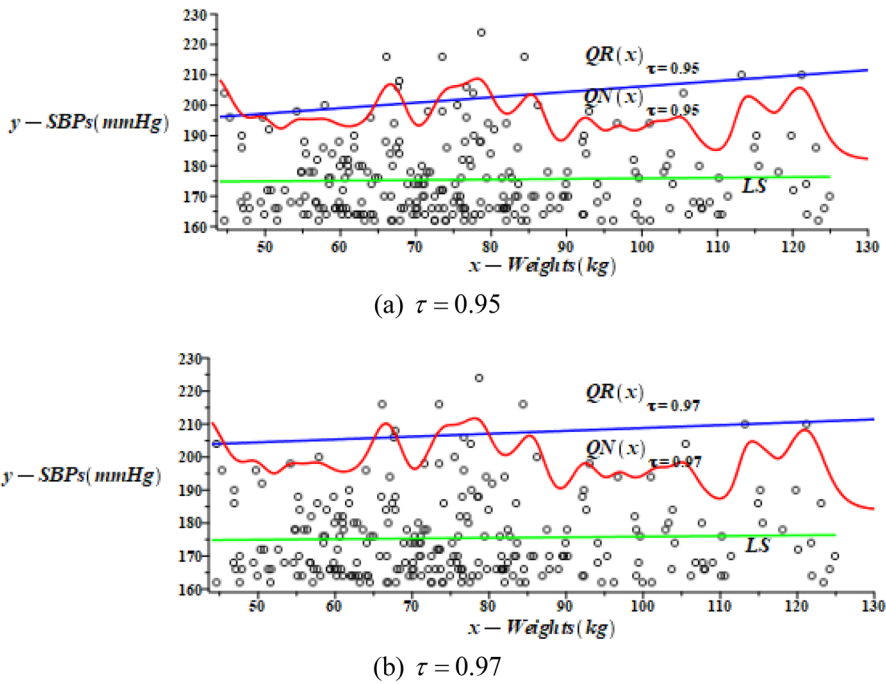 230
220
QR(x) τ = 0.95
210
QN(x) τ = 0.95
200
y — SBPs(mmHg)
190
180
LS
170
160
50 60 70 80 90 100 110 120 130
x — Weights(kg)
(a) τ = 0.95
230
220
QR(x) τ = 0.97
210
200
QN(x) τ = 0.97
y — SBPs(mmHg)
190
180
LS
170
160
50 60 70 80 90 100 110 120 130
x — Weights(kg)
(b) τ = 0.97